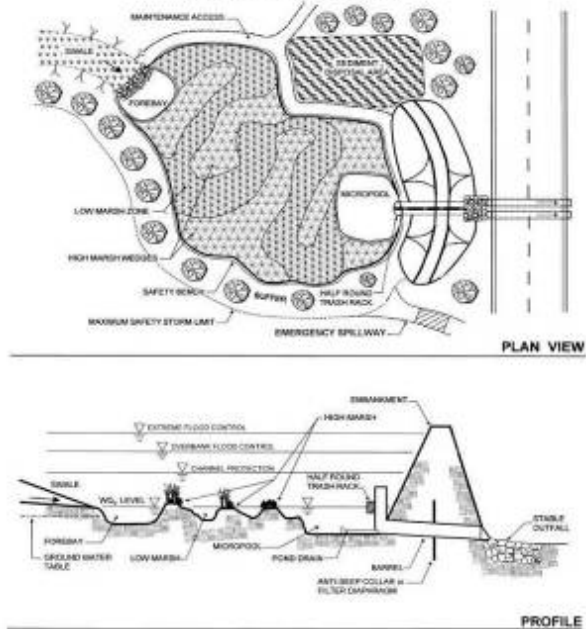 MAINTENANCE ACCESS
SWALE
FOREBAY
SEDIMENT
DISPOSAL AREA
MICROPOOL
LOW MARSH ZONE
HIGH MARSH WEDGES
SAFETY BENCH
BUFFER
HALF ROUND
TRASH RACK
MAXIMUM SAFETY STORM LIMIT
EMERGENCY SPILLWAY
PLAN VIEW
EMBANKMENT
HIGH MARSH
EXTREME FLOOD CONTROL
OVERBANK FLOOD CONTROL
CHANNEL PROTECTION
HALF ROUND
TRASH RACK
SWALE
WQv LEVEL
STABLE
OUTFALL
FOREBAY
LOW MARSH
MICROPOOL
POND DRAIN
GROUND WATER
TABLE
BARREL
ANTI-SEEP COLLAR or
FILTER DIAPHRAGM
PROFILE